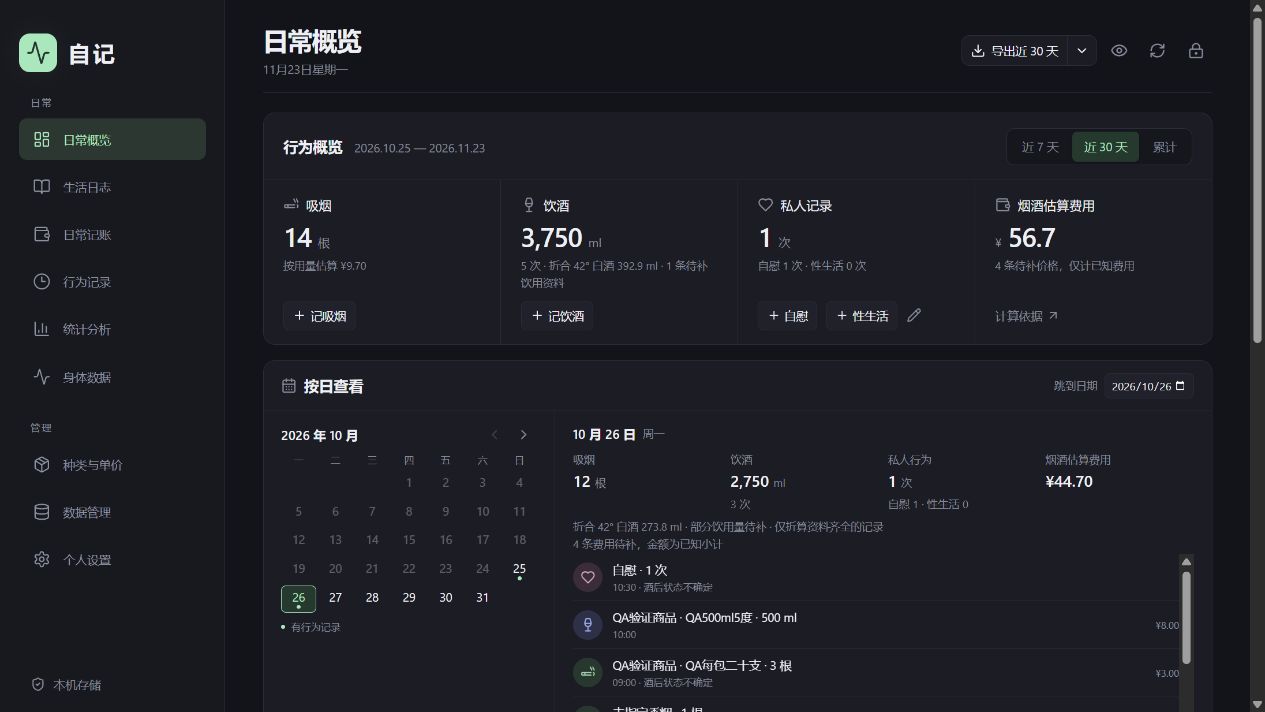 自记
日常
日常概览
生活日志
日常记账
行为记录
统计分析
身体数据
管理
种类与单价
数据管理
个人设置
本机存储
日常概览
11月23日星期一
导出近 30 天
行为概览 2026.10.25 — 2026.11.23
近 7 天 近 30 天 累计
吸烟
14 根
按用量估算 ¥9.70
+ 记吸烟
饮酒
3,750 ml
5 次 · 折合 42° 白酒 392.9 ml · 1 条待补
饮用资料
+ 记饮酒
私人记录
1 次
自慰 1 次 · 性生活 0 次
+ 自慰 + 性生活
烟酒估算费用
¥ 56.7
4 条待补价格，仅计已知费用
计算依据
按日查看
跳到日期 2026/10/26
2026 年 10 月
一 二 三 四 五 六 日
1 2 3 4
5 6 7 8 9 10 11
12 13 14 15 16 17 18
19 20 21 22 23 24 25
26 27 28 29 30 31
有行为记录
10 月 26 日 周一
吸烟 饮酒 私人行为 烟酒估算费用
12 根 2,750 ml 1 次 ¥44.70
3 次 自慰 1 · 性生活 0
折合 42° 白酒 273.8 ml · 部分饮用量待补 · 仅折算资料齐全的记录
4 条费用待补，金额为已知小计
自慰 · 1 次
10:30 · 酒后状态不确定
QA验证商品 · QA500ml5度 · 500 ml
10:00
¥8.00
QA验证商品 · QA每包二十支 · 3 根
09:00 · 酒后状态不确定
¥3.00